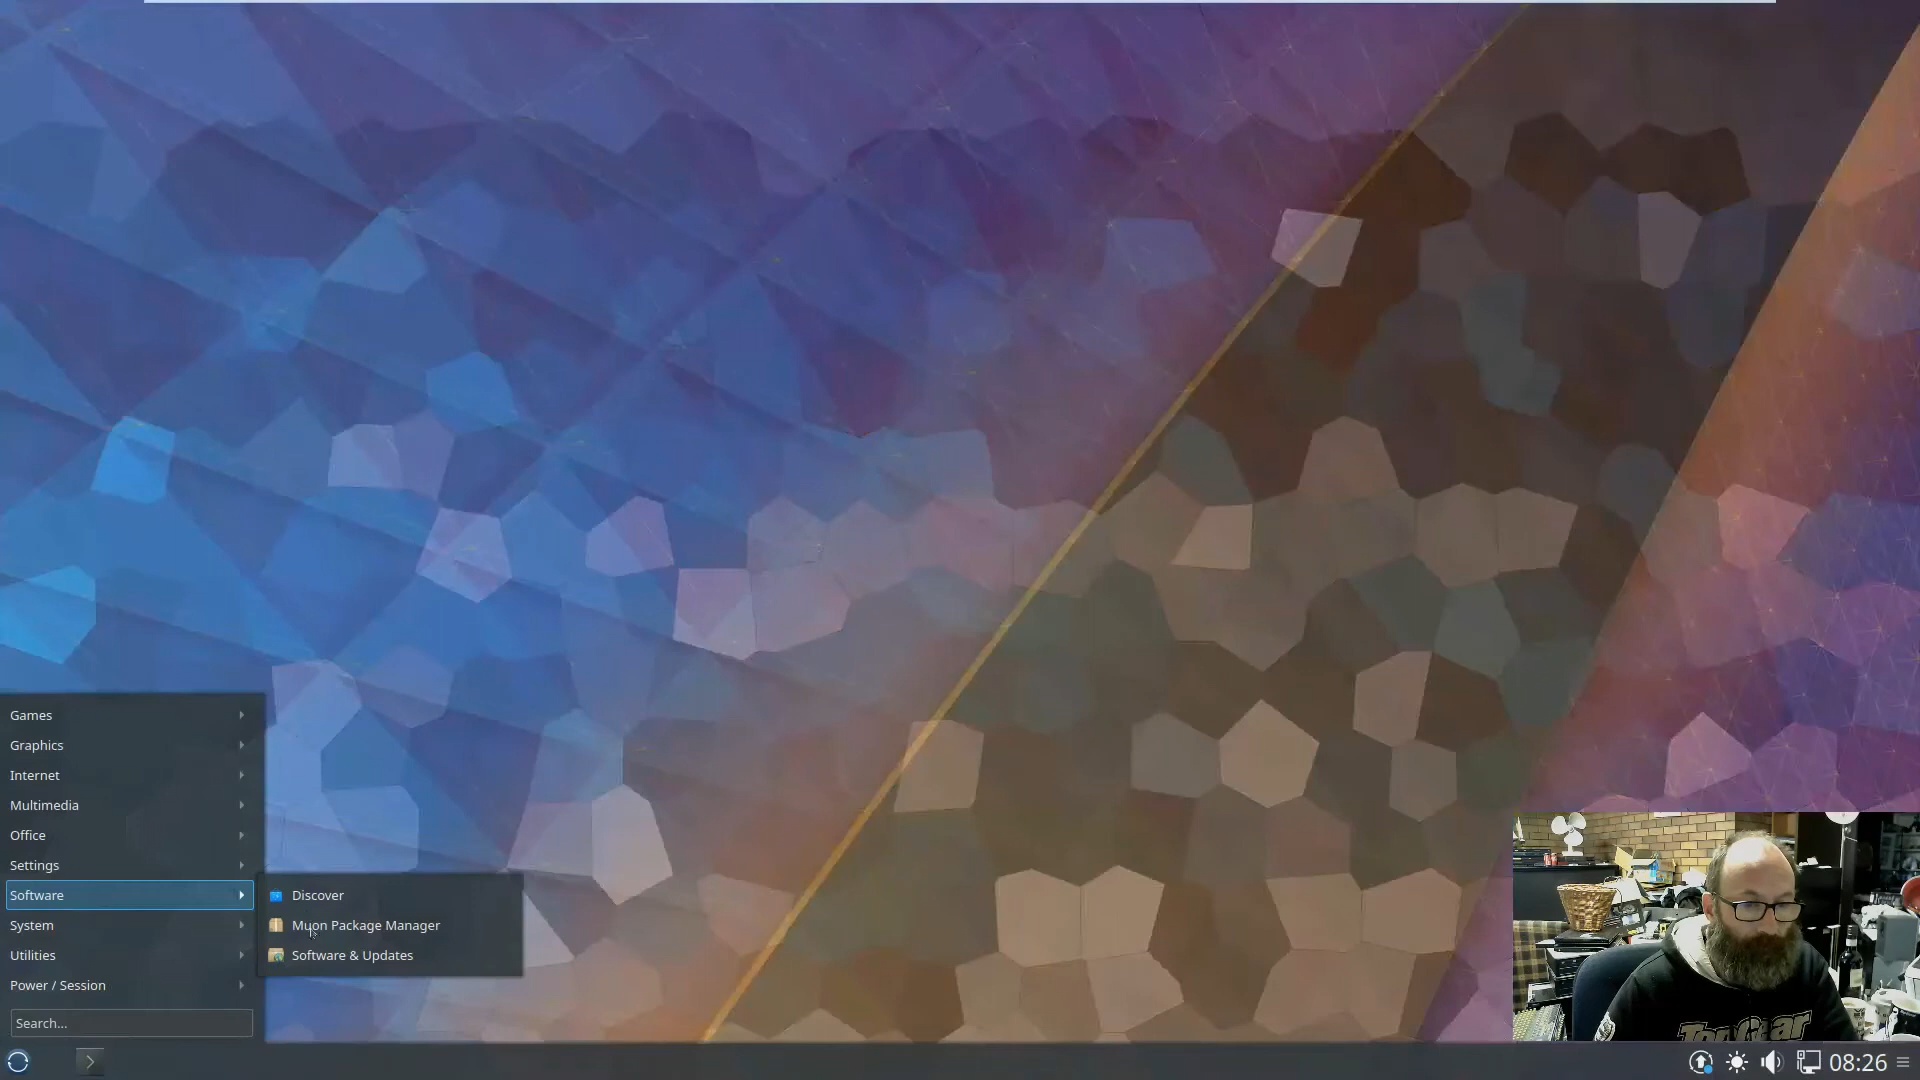 Games
Graphics
Internet
Multimedia
Office
Settings
Software
System
Utilities
Power / Session
Search...
Discover
Muon Package Manager
Software & Updates
TopGear
08:26